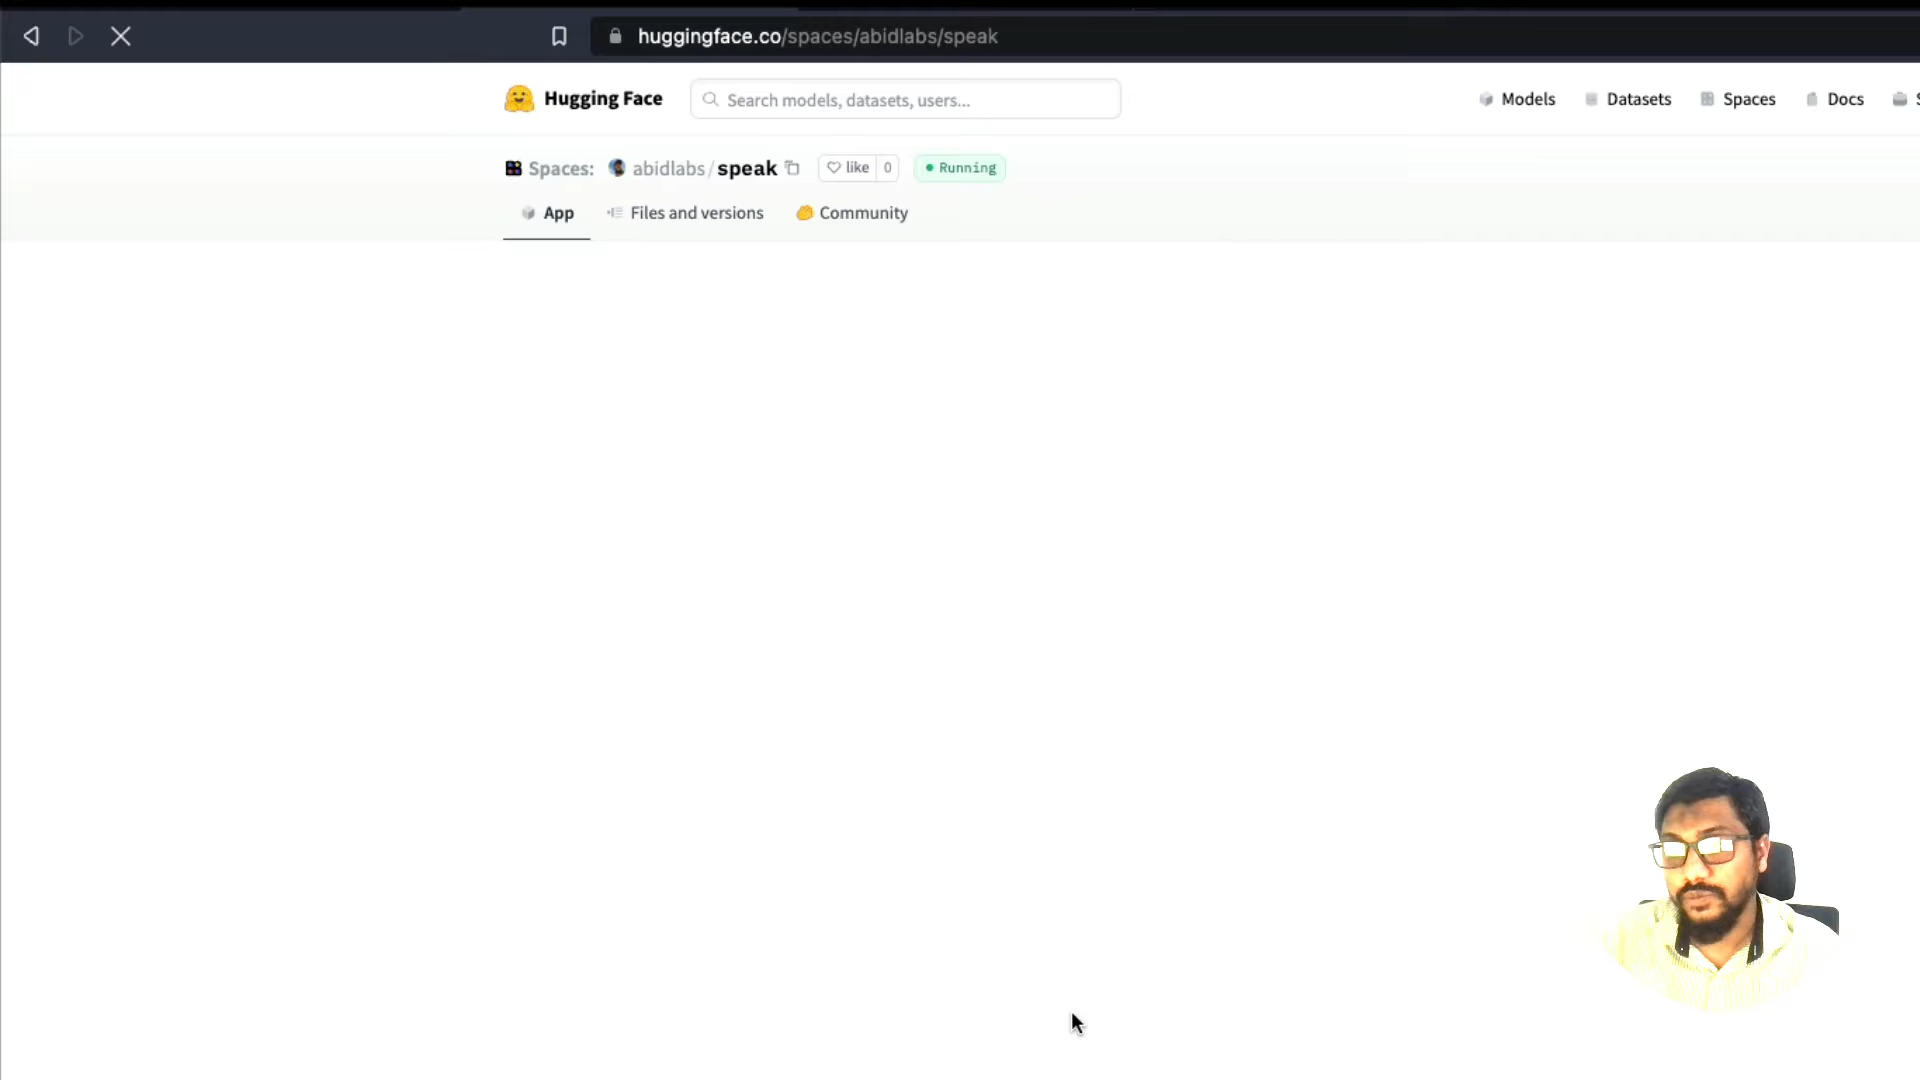 huggingface.co/spaces/abidlabs/speak
Hugging Face
Search models, datasets, users...
Models
Datasets
Spaces
Docs
Spaces: abidlabs/speak
like 0
Running
App
Files and versions
Community